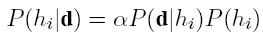 P(h_i|d) = αP(d|h_i)P(h_i)